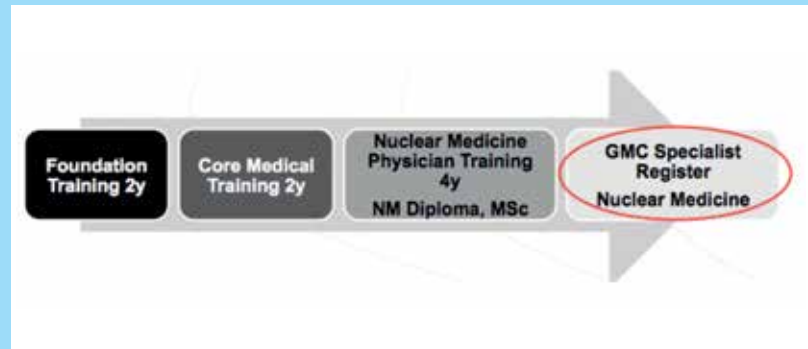 Foundation
Training 2y
Core Medical
Training 2y
Nuclear Medicine
Physician Training
4y
NM Diploma, MSc
GMC Specialist
Register
Nuclear Medicine